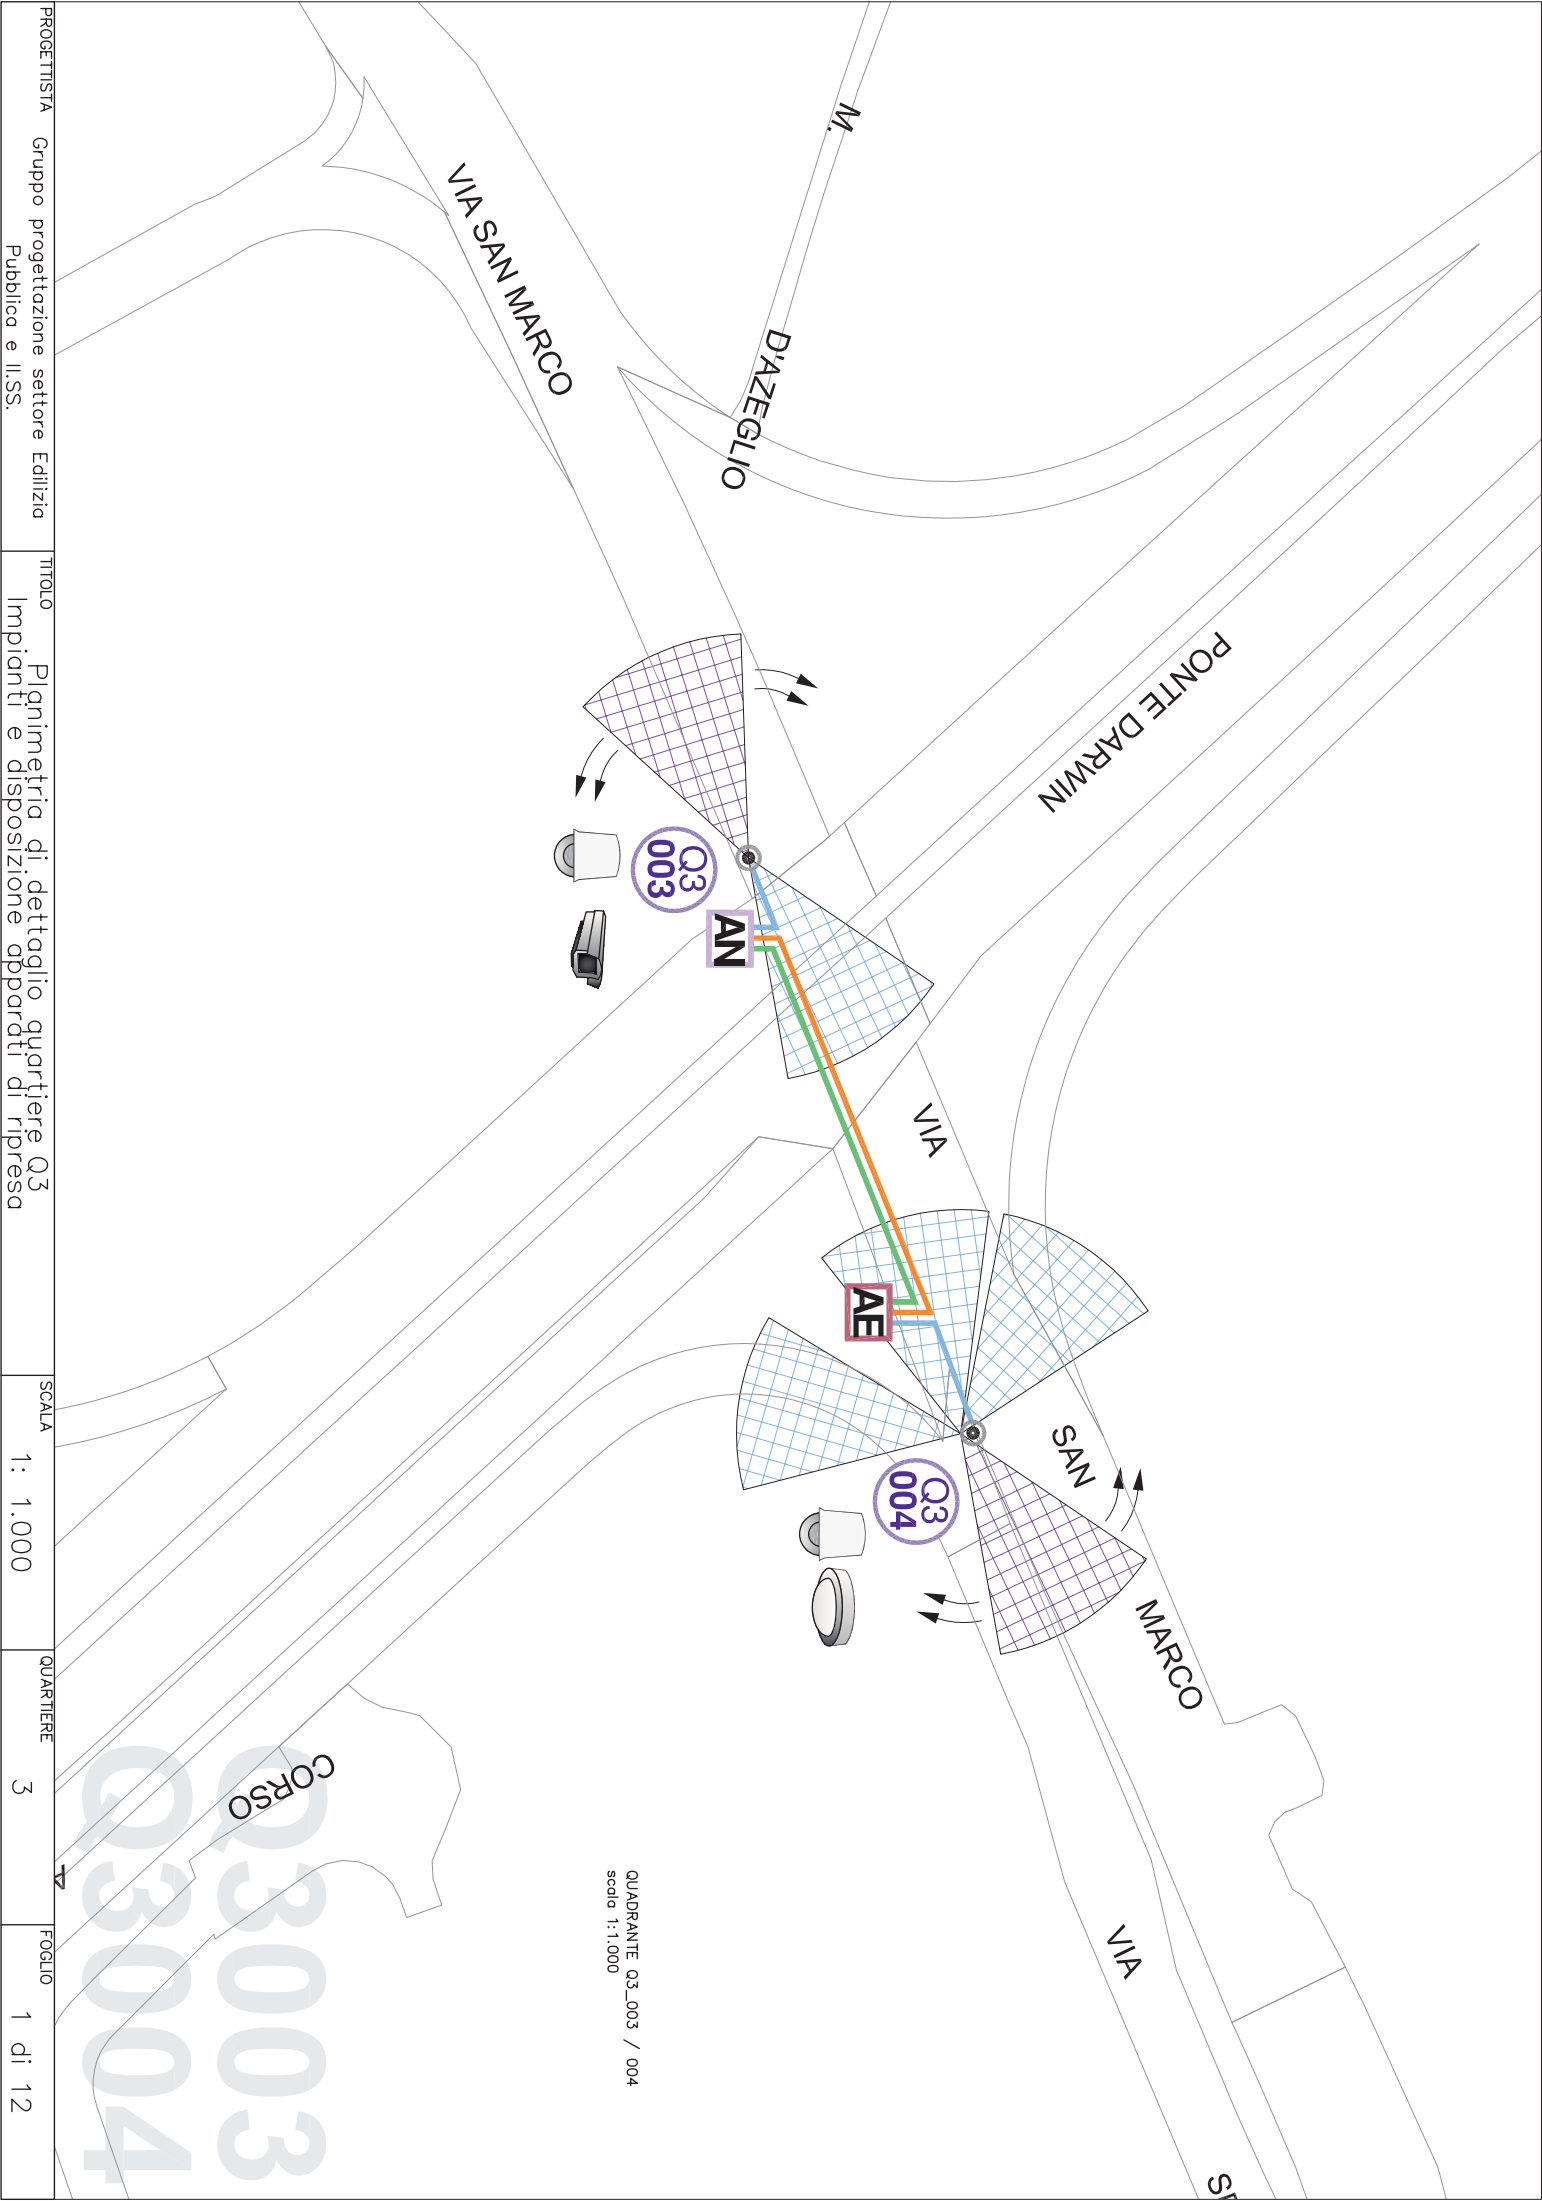 M.
D'AZEGLIO
VIA SAN MARCO
PONTE DARWIN
Q3
003
AN
VIA
AE
SAN
Q3
004
MARCO
VIA
CORSO
QUADRANTE Q3_003 / 004
scala 1:1.000
Q3003
Q3004
PROGETTISTA
Gruppo progettazione settore Edilizia
Pubblica e II.SS.
TITOLO
Planimetria di dettaglio quartiere Q3
Impianti e disposizione apparati di ripresa
SCALA
1: 1.000
QUARTIERE
3
FOGLIO
1 di 12